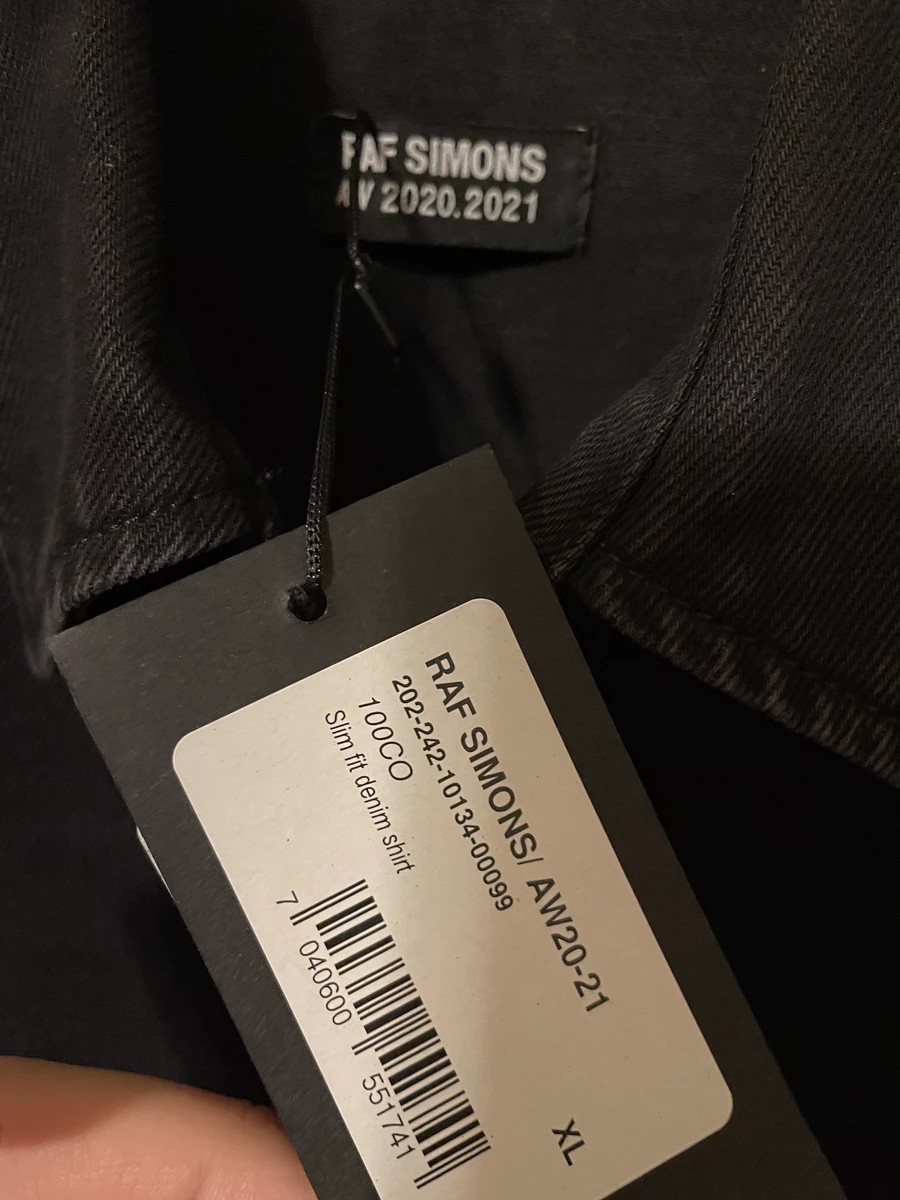 RAF SIMONS
AW 2020.2021
RAF SIMONS/ AW20-21
202-242-10134-00099
100CO
Slim fit denim shirt
7 040600 551741
XL